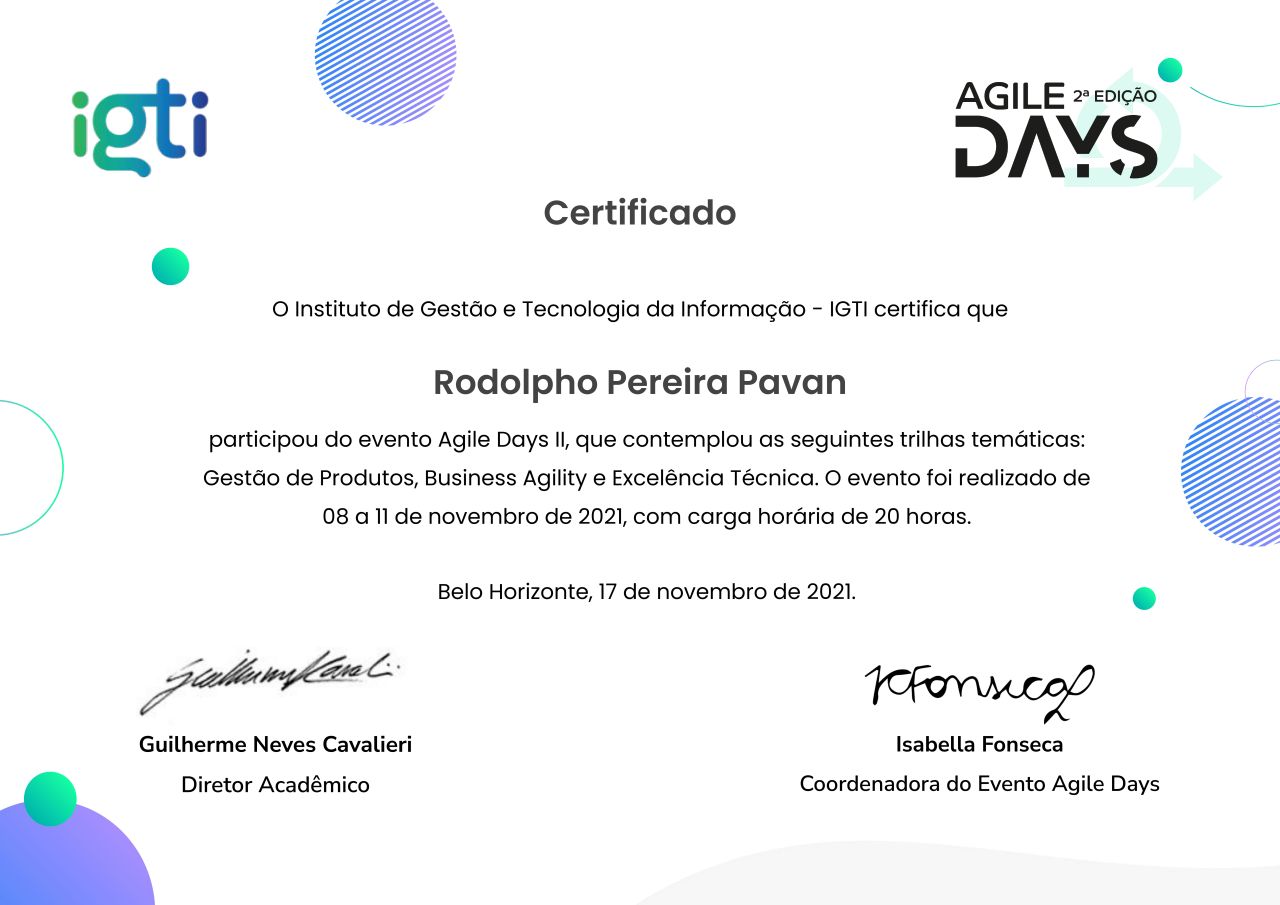 igti
AGILE 2ª EDIÇÃO
DAYS
Certificado
O Instituto de Gestão e Tecnologia da Informação - IGTI certifica que
Rodolpho Pereira Pavan
participou do evento Agile Days II, que contemplou as seguintes trilhas temáticas:
Gestão de Produtos, Business Agility e Excelência Técnica. O evento foi realizado de
08 a 11 de novembro de 2021, com carga horária de 20 horas.
Belo Horizonte, 17 de novembro de 2021.
Guilherme Neves Cavalieri
Diretor Acadêmico
Isabella Fonseca
Coordenadora do Evento Agile Days